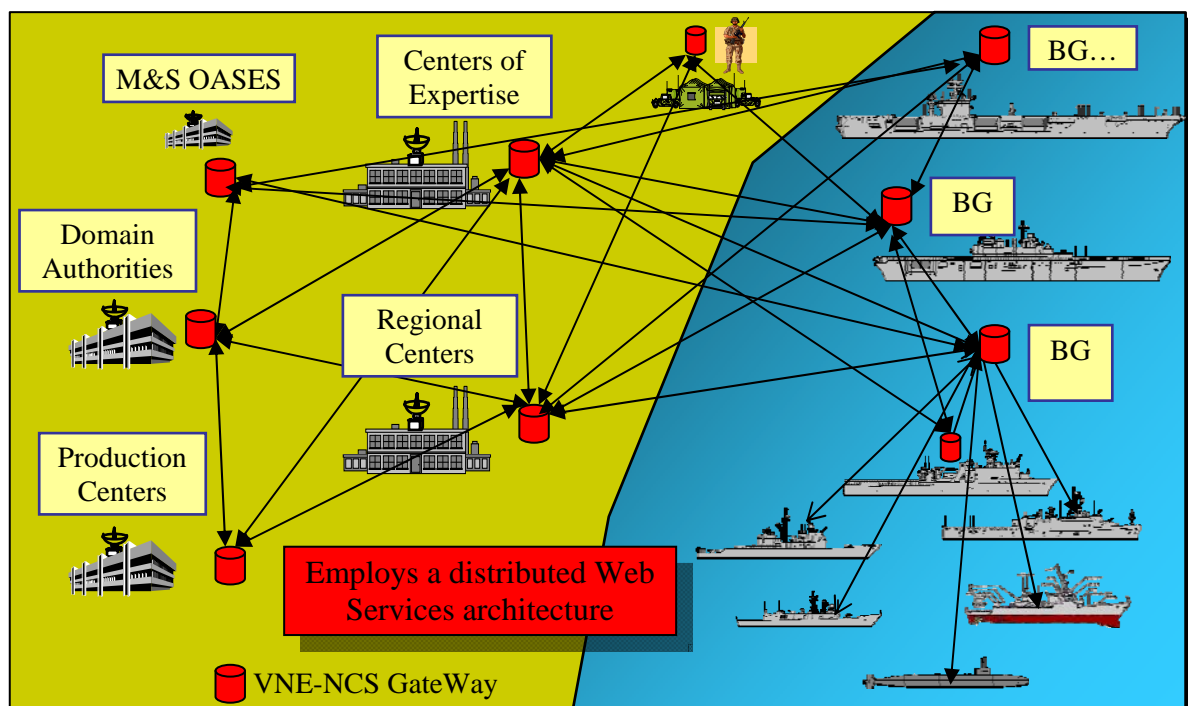 M&S OASES
Centers of
Expertise
BG…
BG
Domain
Authorities
Regional
Centers
BG
Production
Centers
Employs a distributed Web
Services architecture
VNE-NCS GateWay